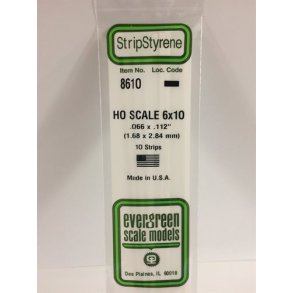 StripStyrene
Item No. Loc. Code
8610
HO SCALE 6x10
.066 x .112"
(1.68 x 2.84 mm)
10 Strips
Made in U.S.A.
evergreen
scale models
Des Plaines, IL 60018